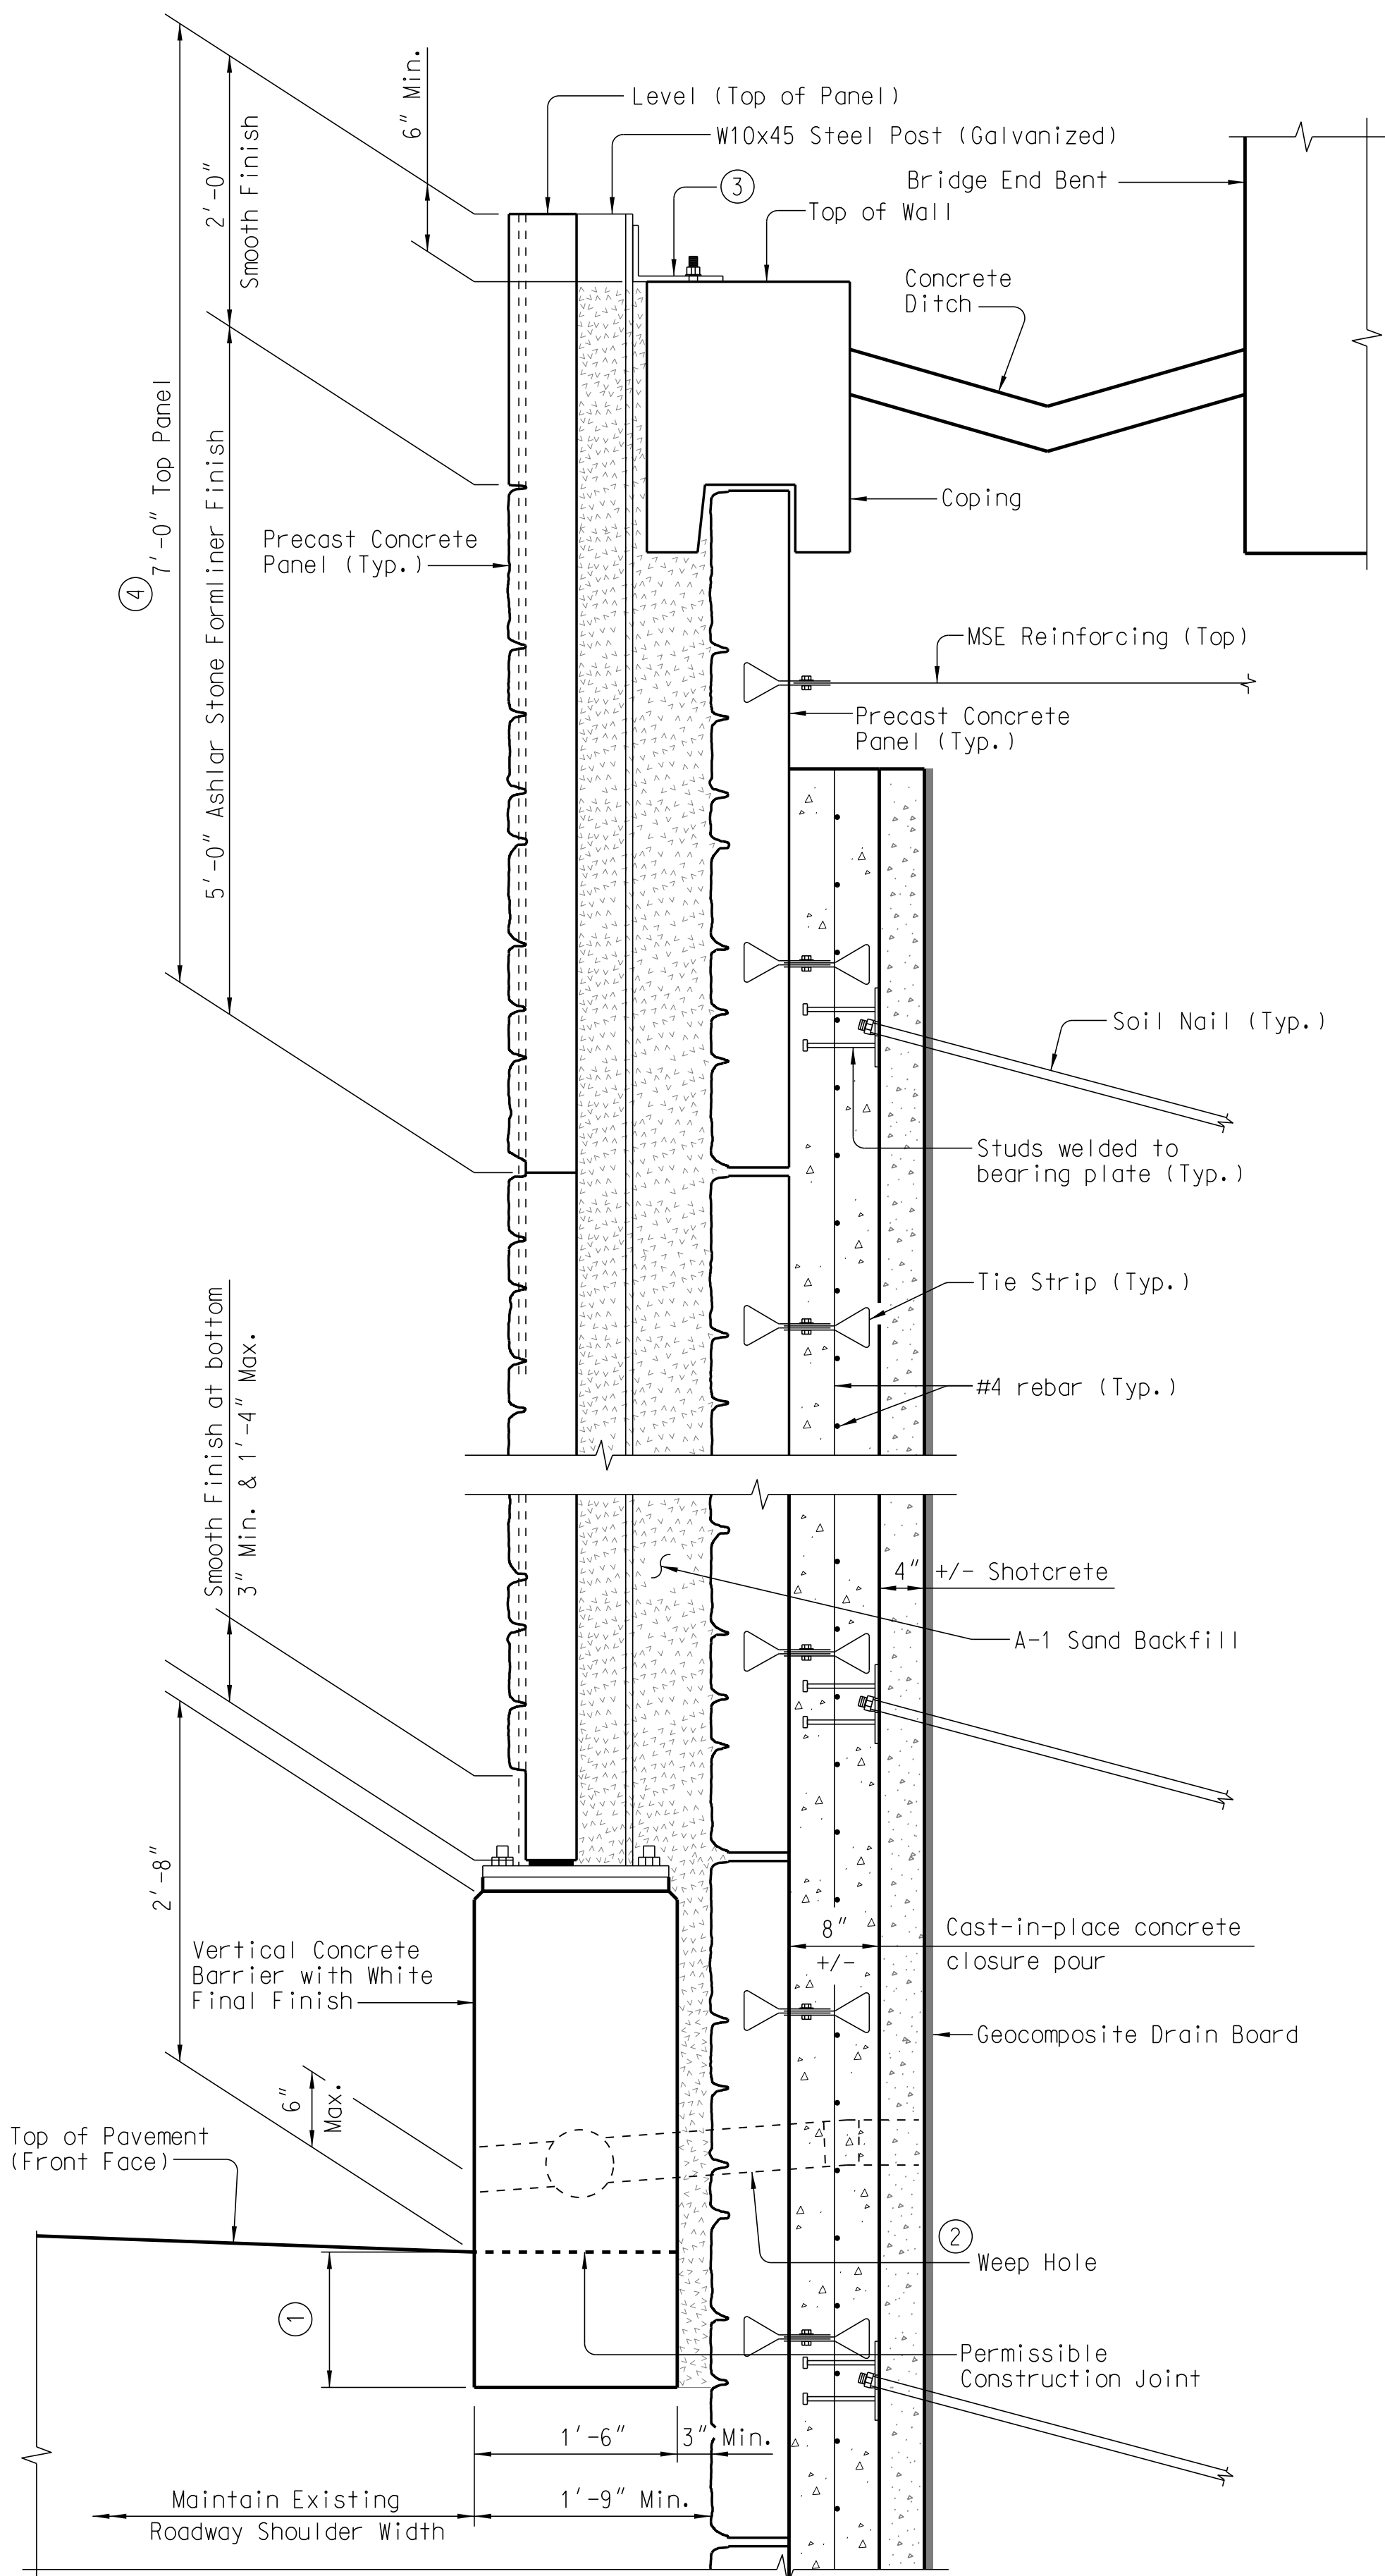 6" Min.
Level (Top of Panel)
W10x45 Steel Post (Galvanized)
2'-0"
Smooth Finish
3
Bridge End Bent
Top of Wall
Concrete
Ditch
4
7'-0" Top Panel
5'-0" Ashlar Stone Formliner Finish
Precast Concrete
Panel (Typ.)
Coping
MSE Reinforcing (Top)
Precast Concrete
Panel (Typ.)
Soil Nail (Typ.)
Studs welded to
bearing plate (Typ.)
Tie Strip (Typ.)
#4 rebar (Typ.)
Smooth Finish at bottom
3" Min. & 1'-4" Max.
4" +/- Shotcrete
A-1 Sand Backfill
2'-8"
8"
+/-
Cast-in-place concrete
closure pour
Vertical Concrete
Barrier with White
Final Finish
Geocomposite Drain Board
6"
Max.
Top of Pavement
(Front Face)
2
Weep Hole
1
Permissible
Construction Joint
1'-6"
3" Min.
Maintain Existing
Roadway Shoulder Width
1'-9" Min.